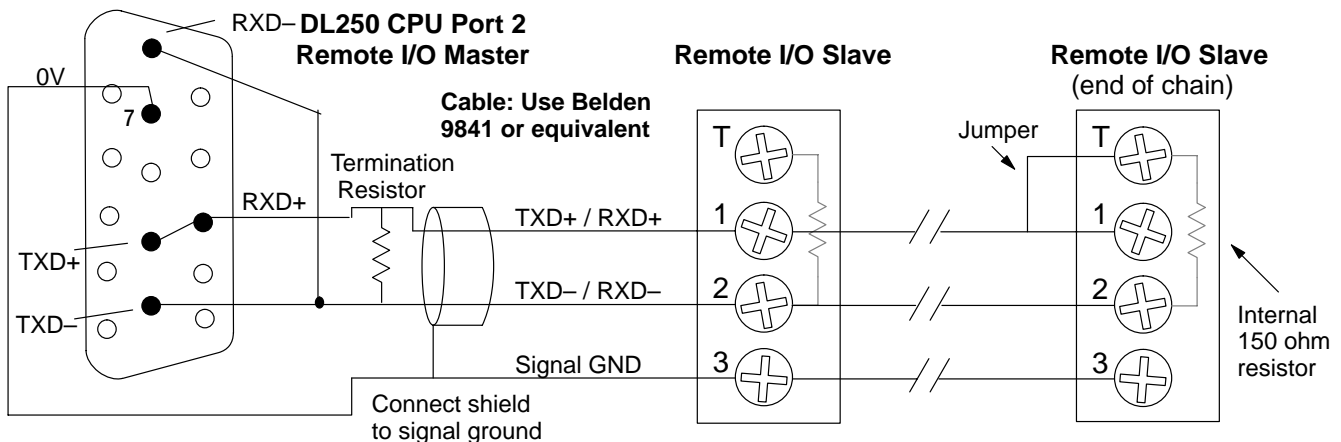 RXD–
DL250 CPU Port 2
Remote I/O Master
Remote I/O Slave
Remote I/O Slave
(end of chain)
0V
7
Cable: Use Belden
9841 or equivalent
Jumper
T
T
Termination
Resistor
RXD+
TXD+ / RXD+
1
1
TXD+
TXD– / RXD–
2
2
TXD–
Internal
150 ohm
resistor
Signal GND
3
3
Connect shield
to signal ground